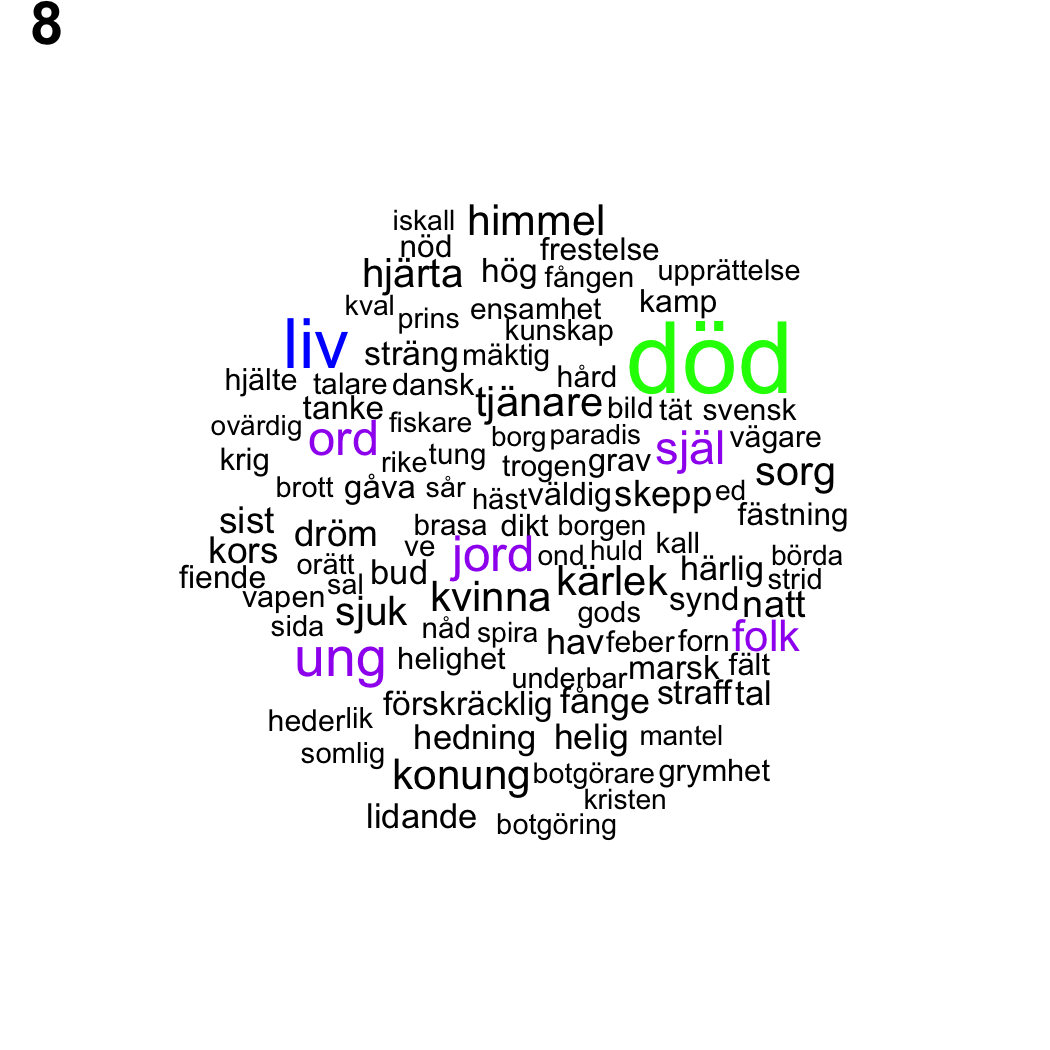 8
iskall himmel
nöd frestelse
hjärta hög fången upprättelse
kval prins ensamhet kamp
liv kunskap död
sträng mäktig
hjälte talare dansk hård
tanke tjänare bild tät svensk
ovärdig ord fiskare borg paradis själ vägare
krig rike tung trogen grav sorg
brott gåva sår häst väldig skepp ed
sist dröm brasa dikt borgen fästning
kors orätt ve jord ond huld kall härlig börda
fiende sal bud kärlek strid
vapen sjuk kvinna gods synd natt
sida nåd spira hav feber forn folk
ung helighet underbar marsk fält
hederlik förskräcklig fånge straff tal
somlig hedning helig mantel
konung botgörare grymhet
kristen
lidande botgöring